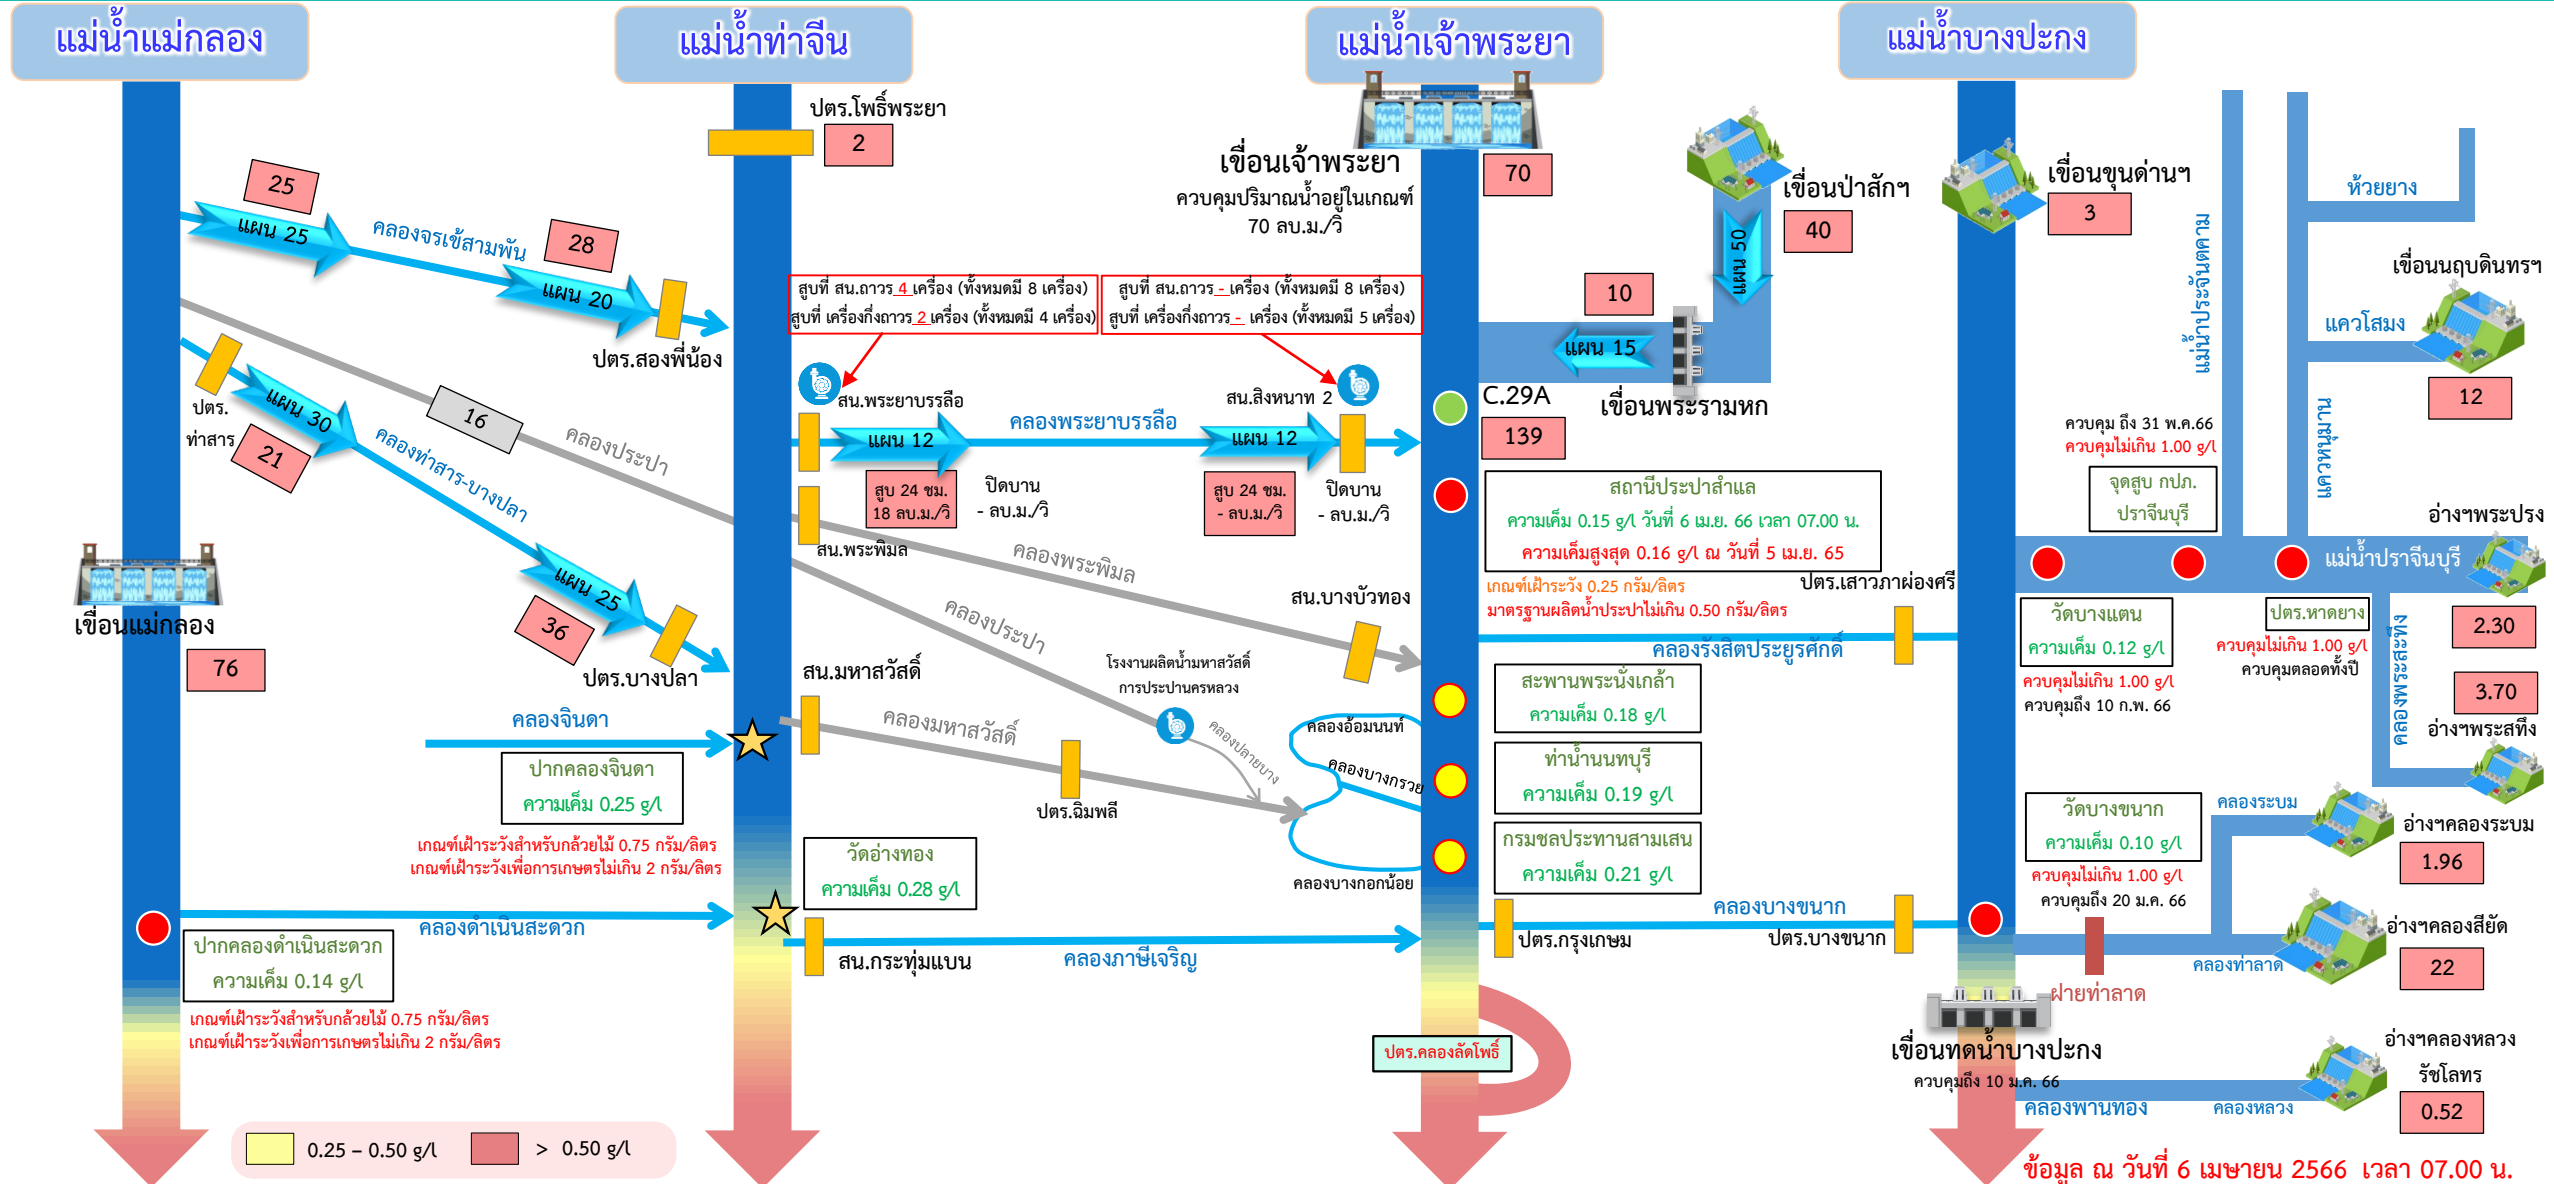 แม่น้ำแม่กลอง
แม่น้ำท่าจีน
แม่น้ำเจ้าพระยา
แม่น้ำบางปะกง
25
แผน 25
คลองจรเข้สามพัน
28
แผน 20
ปตร.สองพี่น้อง
ปตร.
ท่าสาร
แผน 30
21
คลองท่าสาร-บางปลา
16
คลองประปา
แผน 25
36
ปตร.บางปลา
เขื่อนแม่กลอง
76
คลองจินดา
ปากคลองจินดา
ความเค็ม 0.25 g/l
เกณฑ์เฝ้าระวังสำหรับกล้วยไม้ 0.75 กรัม/ลิตร
เกณฑ์เฝ้าระวังเพื่อการเกษตรไม่เกิน 2 กรัม/ลิตร
คลองดำเนินสะดวก
ปากคลองดำเนินสะดวก
ความเค็ม 0.14 g/l
เกณฑ์เฝ้าระวังสำหรับกล้วยไม้ 0.75 กรัม/ลิตร
เกณฑ์เฝ้าระวังเพื่อการเกษตรไม่เกิน 2 กรัม/ลิตร
0.25 – 0.50 g/l
> 0.50 g/l
ปตร.โพธิ์พระยา
2
สูบที่ สน.ถาวร 4 เครื่อง (ทั้งหมดมี 8 เครื่อง)
สูบที่ เครื่องกึ่งถาวร 2 เครื่อง (ทั้งหมดมี 4 เครื่อง)
สูบที่ สน.ถาวร - เครื่อง (ทั้งหมดมี 8 เครื่อง)
สูบที่ เครื่องกึ่งถาวร - เครื่อง (ทั้งหมดมี 5 เครื่อง)
สน.พระยาบรรลือ
แผน 12
คลองพระยาบรรลือ
สน.สิงหนาท 2
แผน 12
สูบ 24 ชม.
18 ลบ.ม./วิ
ปิดบาน
- ลบ.ม./วิ
สูบ 24 ชม.
- ลบ.ม./วิ
ปิดบาน
- ลบ.ม./วิ
สน.พระพิมล
คลองพระพิมล
สน.บางบัวทอง
คลองประปา
โรงงานผลิตน้ำมหาสวัสดิ์
การประปานครหลวง
สน.มหาสวัสดิ์
คลองมหาสวัสดิ์
ปตร.ฉิมพลี
คลองปลายบาง
คลองอ้อมนนท์
คลองบางกรวย
คลองบางกอกน้อย
วัดอ่างทอง
ความเค็ม 0.28 g/l
สน.กระทุ่มแบน
คลองภาษีเจริญ
เขื่อนเจ้าพระยา
ควบคุมปริมาณน้ำอยู่ในเกณฑ์
70 ลบ.ม./วิ
70
เขื่อนป่าสักฯ
40
แผน 50
10
แผน 15
เขื่อนพระรามหก
C.29A
139
สถานีประปาสำแล
ความเค็ม 0.15 g/l วันที่ 6 เม.ย. 66 เวลา 07.00 น.
ความเค็มสูงสุด 0.16 g/l ณ วันที่ 5 เม.ย. 65
เกณฑ์เฝ้าระวัง 0.25 กรัม/ลิตร
มาตรฐานผลิตน้ำประปาไม่เกิน 0.50 กรัม/ลิตร
ปตร.เสาวภาผ่องศรี
คลองรังสิตประยูรศักดิ์
สะพานพระนั่งเกล้า
ความเค็ม 0.18 g/l
ท่าน้ำนนทบุรี
ความเค็ม 0.19 g/l
กรมชลประทานสามเสน
ความเค็ม 0.21 g/l
คลองบางขนาก
ปตร.กรุงเกษม
ปตร.บางขนาก
ปตร.คลองลัดโพธิ์
เขื่อนขุนด่านฯ
3
แม่น้ำประจันตคาม
ห้วยยาง
เขื่อนนฤบดินทรฯ
แควโสมง
12
แควหนุมาน
ควบคุม ถึง 31 พ.ค.66
ควบคุมไม่เกิน 1.00 g/l
จุดสูบ กปภ.
ปราจีนบุรี
อ่างฯพระปรง
แม่น้ำปราจีนบุรี
2.30
วัดบางแตน
ความเค็ม 0.12 g/l
ควบคุมไม่เกิน 1.00 g/l
ควบคุมถึง 10 ก.พ. 66
ปตร.หาดยาง
ควบคุมไม่เกิน 1.00 g/l
ควบคุมตลอดทั้งปี
คลองพระสะทึง
3.70
อ่างฯพระสทึง
วัดบางขนาก
ความเค็ม 0.10 g/l
ควบคุมไม่เกิน 1.00 g/l
ควบคุมถึง 20 ม.ค. 66
คลองระบม
อ่างฯคลองระบม
1.96
อ่างฯคลองสียัด
22
คลองท่าลาด
ฝายท่าลาด
เขื่อนทดน้ำบางปะกง
ควบคุมถึง 10 ม.ค. 66
คลองพานทอง
คลองหลวง
อ่างฯคลองหลวง
รัชโลทร
0.52
ข้อมูล ณ วันที่ 6 เมษายน 2566 เวลา 07.00 น.